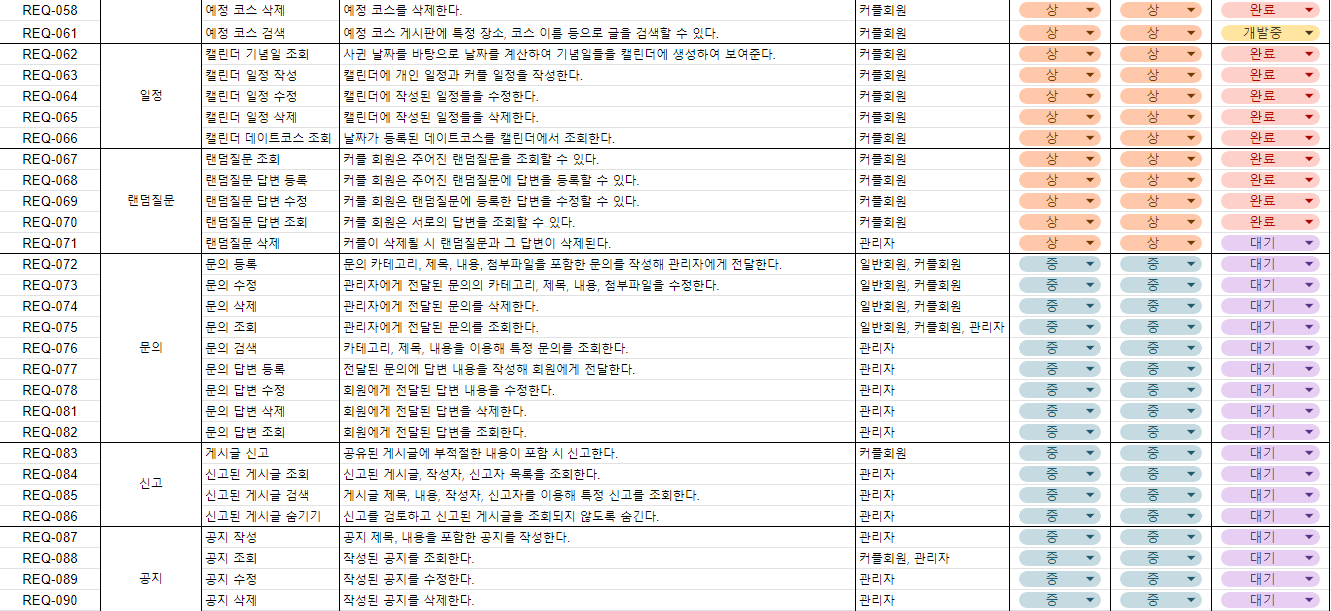 REQ-058 예정 코스 삭제 예정 코스를 삭제한다. 커플회원 상 상 완료
REQ-061 예정 코스 검색 예정 코스 게시판에 특정 장소, 코스 이름 등으로 글을 검색할 수 있다. 커플회원 상 상 개발중
REQ-062 캘린더 기념일 조회 사귄 날짜를 바탕으로 날짜를 계산하여 기념일들을 캘린더에 생성하여 보여준다. 커플회원 상 상 완료
REQ-063 캘린더 일정 작성 캘린더에 개인 일정과 커플 일정을 작성한다. 커플회원 상 상 완료
REQ-064 일정 캘린더 일정 수정 캘린더에 작성된 일정들을 수정한다. 커플회원 상 상 완료
REQ-065 캘린더 일정 삭제 캘린더에 작성된 일정들을 삭제한다. 커플회원 상 상 완료
REQ-066 캘린더 데이트코스 조회 날짜가 등록된 데이트코스를 캘린더에서 조회한다. 커플회원 상 상 완료
REQ-067 랜덤질문 조회 커플 회원은 주어진 랜덤질문을 조회할 수 있다. 커플회원 상 상 완료
REQ-068 랜덤질문 답변 등록 커플 회원은 주어진 랜덤질문에 답변을 등록할 수 있다. 커플회원 상 상 완료
REQ-069 랜덤질문 랜덤질문 답변 수정 커플 회원은 랜덤질문에 등록한 답변을 수정할 수 있다. 커플회원 상 상 완료
REQ-070 랜덤질문 답변 조회 커플 회원은 서로의 답변을 조회할 수 있다. 커플회원 상 상 완료
REQ-071 랜덤질문 삭제 커플이 삭제될 시 랜덤질문과 그 답변이 삭제된다. 관리자 상 상 대기
REQ-072 문의 등록 문의 카테고리, 제목, 내용, 첨부파일을 포함한 문의를 작성해 관리자에게 전달한다. 일반회원, 커플회원 중 중 대기
REQ-073 문의 수정 관리자에게 전달된 문의의 카테고리, 제목, 내용, 첨부파일을 수정한다. 일반회원, 커플회원 중 중 대기
REQ-074 문의 삭제 관리자에게 전달된 문의를 삭제한다. 일반회원, 커플회원 중 중 대기
REQ-075 문의 조회 관리자에게 전달된 문의를 조회한다. 일반회원, 커플회원, 관리자 중 중 대기
REQ-076 문의 문의 검색 카테고리, 제목, 내용을 이용해 특정 문의를 조회한다. 관리자 중 중 대기
REQ-077 문의 답변 등록 전달된 문의에 답변 내용을 작성해 회원에게 전달한다. 관리자 중 중 대기
REQ-078 문의 답변 수정 회원에게 전달된 답변 내용을 수정한다. 관리자 중 중 대기
REQ-081 문의 답변 삭제 회원에게 전달된 답변을 삭제한다. 관리자 중 중 대기
REQ-082 문의 답변 조회 회원에게 전달된 답변을 조회한다. 관리자 중 중 대기
REQ-083 게시글 신고 공유된 게시글에 부적절한 내용이 포함 시 신고한다. 커플회원 중 중 대기
REQ-084 신고 신고된 게시글 조회 신고된 게시글, 작성자, 신고자 목록을 조회한다. 관리자 중 중 대기
REQ-085 신고된 게시글 검색 게시글 제목, 내용, 작성자, 신고자를 이용해 특정 신고를 조회한다. 관리자 중 중 대기
REQ-086 신고된 게시글 숨기기 신고를 검토하고 신고된 게시글을 조회되지 않도록 숨긴다. 관리자 중 중 대기
REQ-087 공지 작성 공지 제목, 내용을 포함한 공지를 작성한다. 관리자 중 중 대기
REQ-088 공지 공지 조회 작성된 공지를 조회한다. 커플회원, 관리자 중 중 대기
REQ-089 공지 수정 작성된 공지를 수정한다. 관리자 중 중 대기
REQ-090 공지 삭제 작성된 공지를 삭제한다. 관리자 중 중 대기